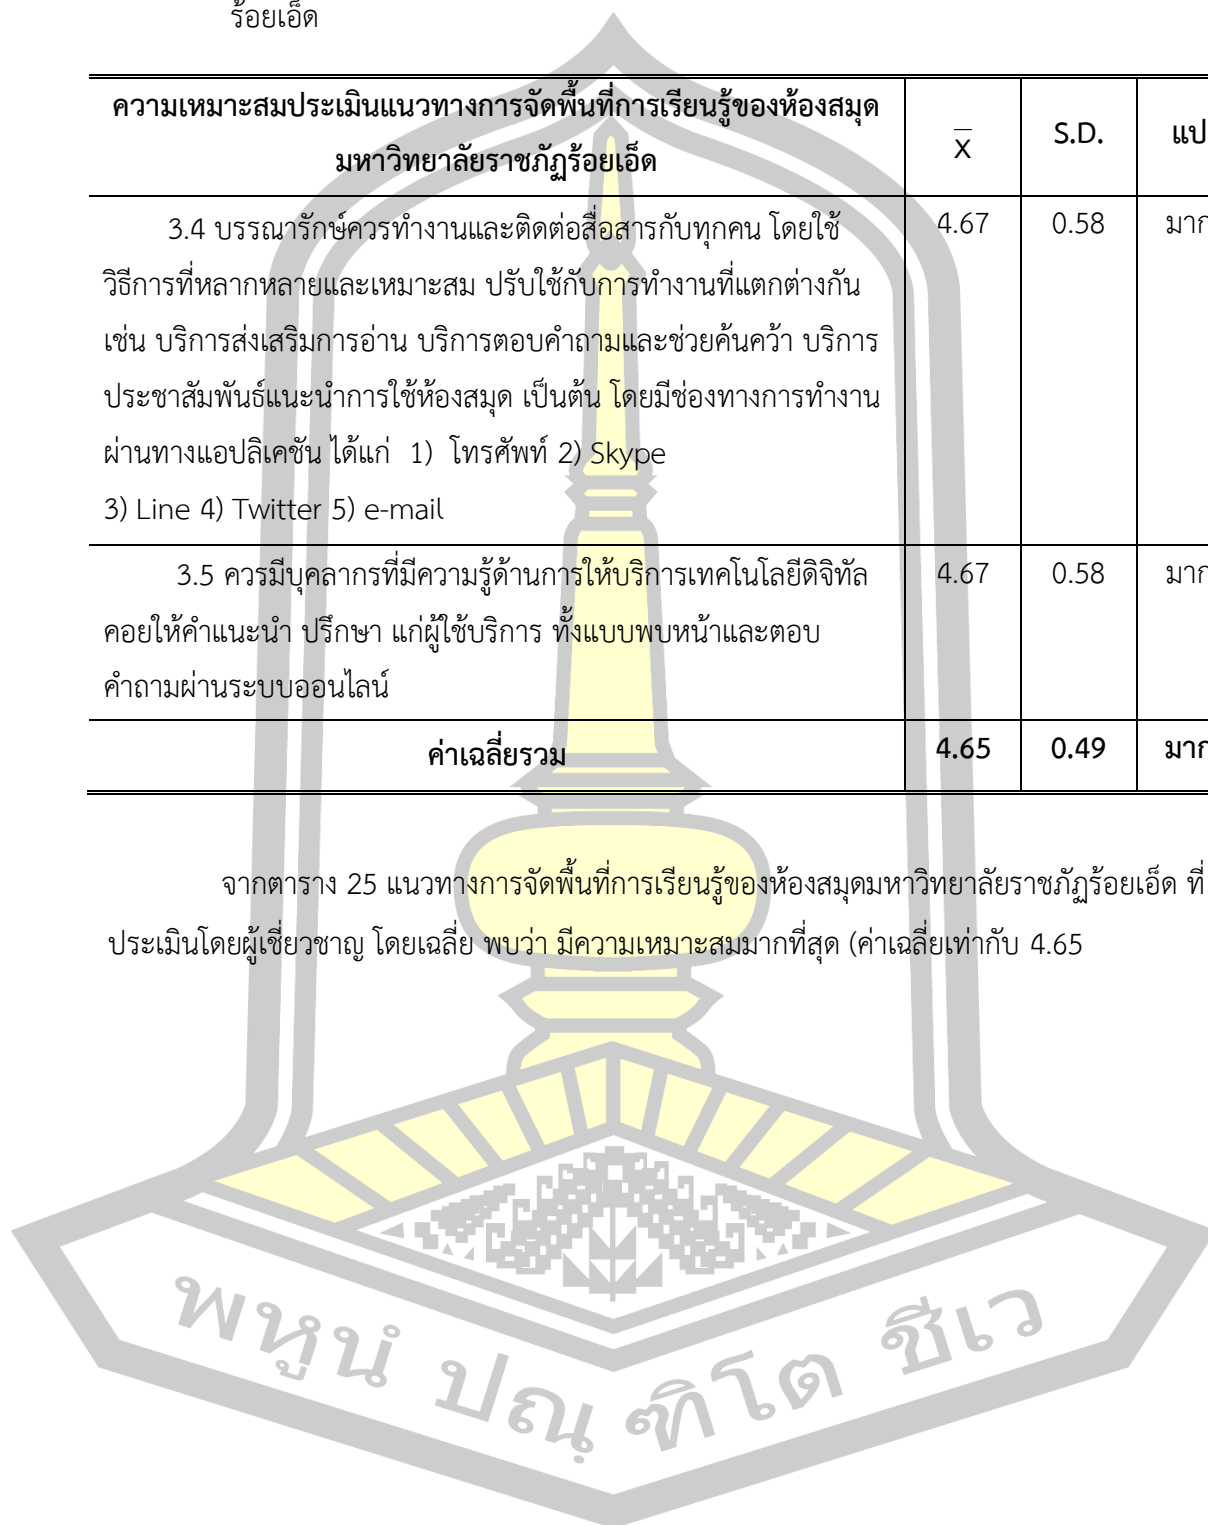 ร้อยเอ็ด
ความเหมาะสมประเมินแนวทางการจัดพื้นที่การเรียนรู้ของห้องสมุด
มหาวิทยาลัยราชภัฏร้อยเอ็ด
X̄ S.D. แป
3.4 บรรณารักษ์ควรทำงานและติดต่อสื่อสารกับทุกคน โดยใช้ 4.67 0.58 มาก
วิธีการที่หลากหลายและเหมาะสม ปรับใช้กับการทำงานที่แตกต่างกัน
เช่น บริการส่งเสริมการอ่าน บริการตอบคำถามและช่วยค้นคว้า บริการ
ประชาสัมพันธ์แนะนำการใช้ห้องสมุด เป็นต้น โดยมีช่องทางการทำงาน
ผ่านทางแอปลิเคชัน ได้แก่ 1) โทรศัพท์ 2) Skype
3) Line 4) Twitter 5) e-mail
3.5 ควรมีบุคลากรที่มีความรู้ด้านการให้บริการเทคโนโลยีดิจิทัล 4.67 0.58 มาก
คอยให้คำแนะนำ ปรึกษา แก่ผู้ใช้บริการ ทั้งแบบพบหน้าและตอบ
คำถามผ่านระบบออนไลน์
ค่าเฉลี่ยรวม 4.65 0.49 มาก
จากตาราง 25 แนวทางการจัดพื้นที่การเรียนรู้ของห้องสมุดมหาวิทยาลัยราชภัฏร้อยเอ็ด ที่
ประเมินโดยผู้เชี่ยวชาญ โดยเฉลี่ย พบว่า มีความเหมาะสมมากที่สุด (ค่าเฉลี่ยเท่ากับ 4.65
พหูนํ ปณฺฑิโต ชีเว